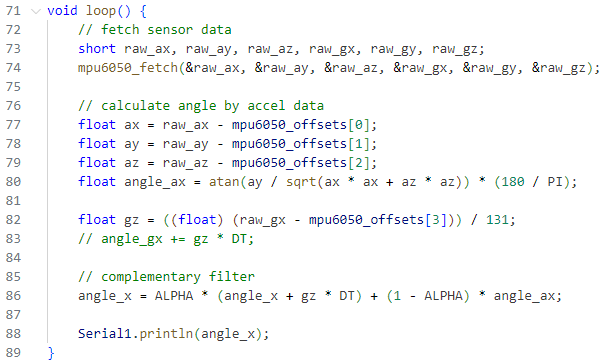 71 void loop() {
72 // fetch sensor data
73 short raw_ax, raw_ay, raw_az, raw_gx, raw_gy, raw_gz;
74 mpu6050_fetch(&raw_ax, &raw_ay, &raw_az, &raw_gx, &raw_gy, &raw_gz);
75
76 // calculate angle by accel data
77 float ax = raw_ax - mpu6050_offsets[0];
78 float ay = raw_ay - mpu6050_offsets[1];
79 float az = raw_az - mpu6050_offsets[2];
80 float angle_ax = atan(ay / sqrt(ax * ax + az * az)) * (180 / PI);
81
82 float gz = ((float) (raw_gx - mpu6050_offsets[3])) / 131;
83 // angle_gx += gz * DT;
84
85 // complementary filter
86 angle_x = ALPHA * (angle_x + gz * DT) + (1 - ALPHA) * angle_ax;
87
88 Serial1.println(angle_x);
89 }